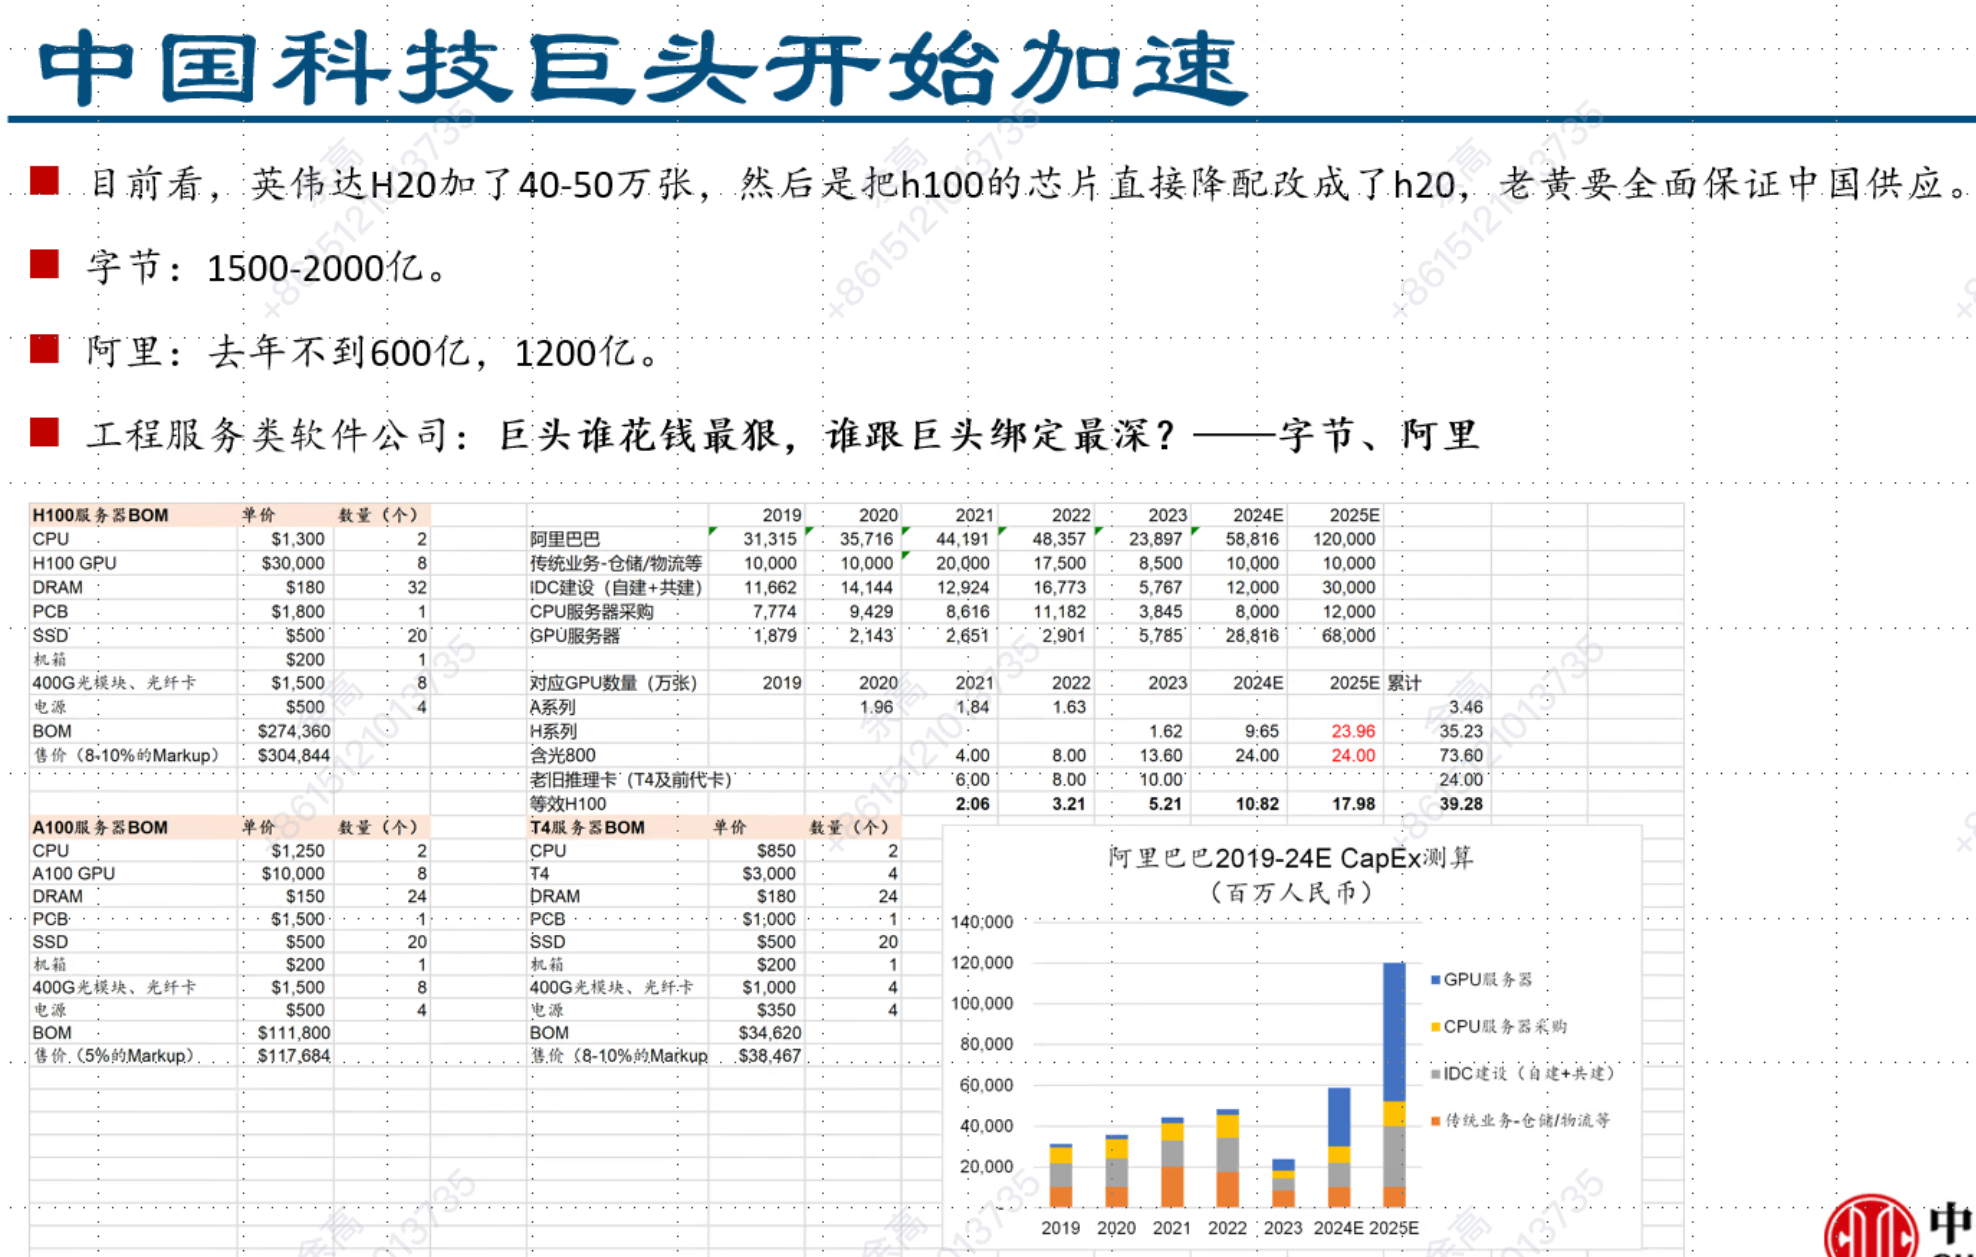 中国科技巨头开始加速
目前看，英伟达H20加了40-50万张，然后是把h100的芯片直接降配改成了h20，老黄要全面保证中国供应。
字节：1500-2000亿。
阿里：去年不到600亿，1200亿。
工程服务类软件公司：巨头谁花钱最狠，谁跟巨头绑定最深？——字节、阿里
H100服务器BOM 单价 数量（个）
CPU $1,300 2
H100 GPU $30,000 8
DRAM $180 32
PCB $1,800 1
SSD $500 20
机箱 $200 1
400G光模块、光纤卡 $1,500 8
电源 $500 4
BOM $274,360
售价（8-10%的Markup） $304,844
2019 2020 2021 2022 2023 2024E 2025E
阿里巴巴 31,315 35,716 44,191 48,357 23,897 58,816 120,000
传统业务-仓储/物流等 10,000 10,000 20,000 17,500 8,500 10,000 10,000
IDC建设（自建+共建） 11,662 14,144 12,924 16,773 5,767 12,000 30,000
CPU服务器采购 7,774 9,429 8,616 11,182 3,845 8,000 12,000
GPU服务器 1,879 2,143 2,651 2,901 5,785 28,816 68,000
对应GPU数量（万张） 2019 2020 2021 2022 2023 2024E 2025E 累计
A系列 1.96 1.84 1.63 3.46
H系列 1.62 9.65 23.96 35.23
含光800 4.00 8.00 13.60 24.00 24.00 73.60
老旧推理卡（T4及前代卡） 6.00 8.00 10.00 24.00
等效H100 2.06 3.21 5.21 10.82 17.98 39.28
A100服务器BOM 单价 数量（个）
CPU $1,250 2
A100 GPU $10,000 8
DRAM $150 24
PCB $1,500 1
SSD $500 20
机箱 $200 1
400G光模块、光纤卡 $1,500 8
电源 $500 4
BOM $111,800
售价（5%的Markup） $117,684
T4服务器BOM 单价 数量（个）
CPU $850 2
T4 $3,000 4
DRAM $180 24
PCB $1,000 1
SSD $500 20
机箱 $200 1
400G光模块、光纤卡 $1,000 4
电源 $350 4
BOM $34,620
售价（8-10%的Markup $38,467
阿里巴巴2019-24E CapEx测算
（百万人民币）
140,000
120,000
100,000
80,000
60,000
40,000
20,000
-
2019 2020 2021 2022 2023 2024E 2025E
GPU服务器
CPU服务器采购
IDC建设（自建+共建）
传统业务-仓储/物流等
中
余高
+8615121013735